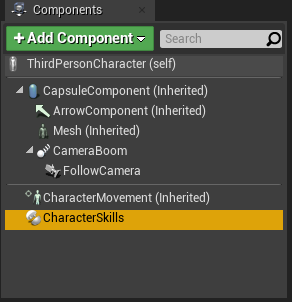 Components
+ Add Component
Search
ThirdPersonCharacter (self)
CapsuleComponent (Inherited)
ArrowComponent (Inherited)
Mesh (Inherited)
CameraBoom
FollowCamera
CharacterMovement (Inherited)
CharacterSkills